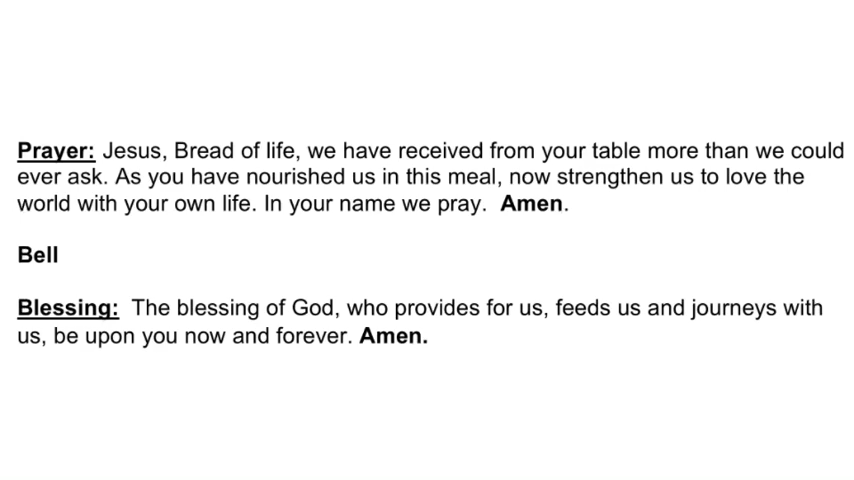 Prayer: Jesus, Bread of life, we have received from your table more than we could
ever ask. As you have nourished us in this meal, now strengthen us to love the
world with your own life. In your name we pray.  Amen.
Bell
Blessing:  The blessing of God, who provides for us, feeds us and journeys with
us, be upon you now and forever. Amen.